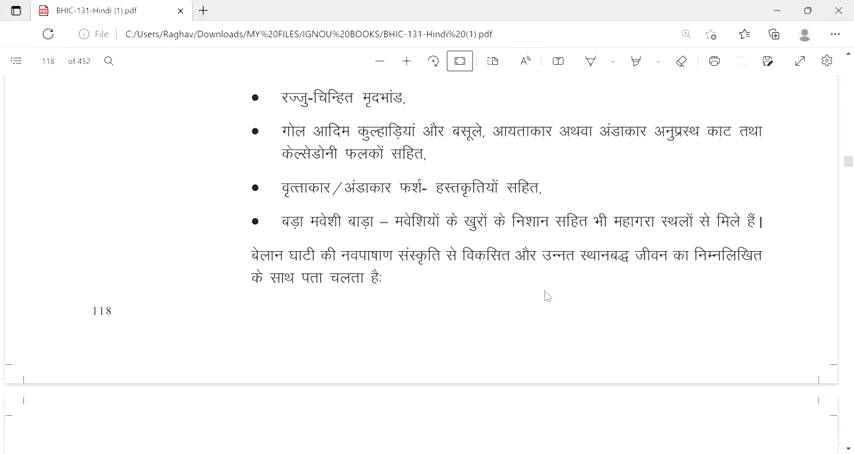 BHIC-131-Hindi (1).pdf
File
C:/Users/Raghav/Downloads/MY%20FILES/IGNOU%20BOOKS/BHIC-131-Hindi%20(1).pdf
118 of 452
• रज्जु-चिन्हित मृदभांड,
• गोल आदिम कुल्हाड़ियां और बसूले, आयताकार अथवा अंडाकार अनुप्रस्थ काट तथा
केल्सेडोनी फलकों सहित,
• वृत्ताकार/अंडाकार फर्श- हस्तकृतियों सहित,
• बड़ा मवेशी बाड़ा – मवेशियों के खुरों के निशान सहित भी महागरा स्थलों से मिले हैं।
बेलान घाटी की नवपाषाण संस्कृति से विकसित और उन्नत स्थानबद्ध जीवन का निम्नलिखित
के साथ पता चलता है:
118